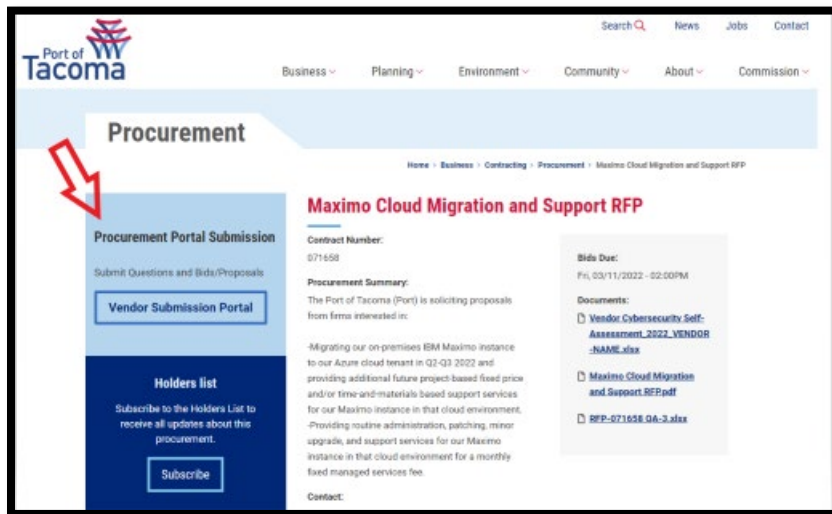 Port of
Tacoma
Search
News
Jobs
Contact
Business
Planning
Environment
Community
About
Commission
Procurement
Home > Business > Contracting > Procurement > Maximo Cloud Migration and Support RFP
Procurement Portal Submission
Submit Questions and Bids/Proposals
Vendor Submission Portal
Holders list
Subscribe to the Holders List to
receive all updates about this
procurement.
Subscribe
Maximo Cloud Migration and Support RFP
Contract Number:
071658
Procurement Summary:
The Port of Tacoma (Port) is soliciting proposals
from firms interested in:
-Migrating our on-premises IBM Maximo instance
to our Azure cloud tenant in Q2-Q3 2022 and
providing additional future project-based fixed price
and/or time-and-materials based support services
for our Maximo instance in that cloud environment.
-Providing routine administration, patching, minor
upgrade, and support services for our Maximo
instance in that cloud environment for a monthly
fixed managed services fee.
Contact:
Bids Due:
Fri, 03/11/2022 - 02:00PM
Documents:
Vendor Cybersecurity Self-
Assessment_2022_VENDOR
-NAME.xlsx
Maximo Cloud Migration
and Support RFP.pdf
RFP-071658 QA-3.xlsx